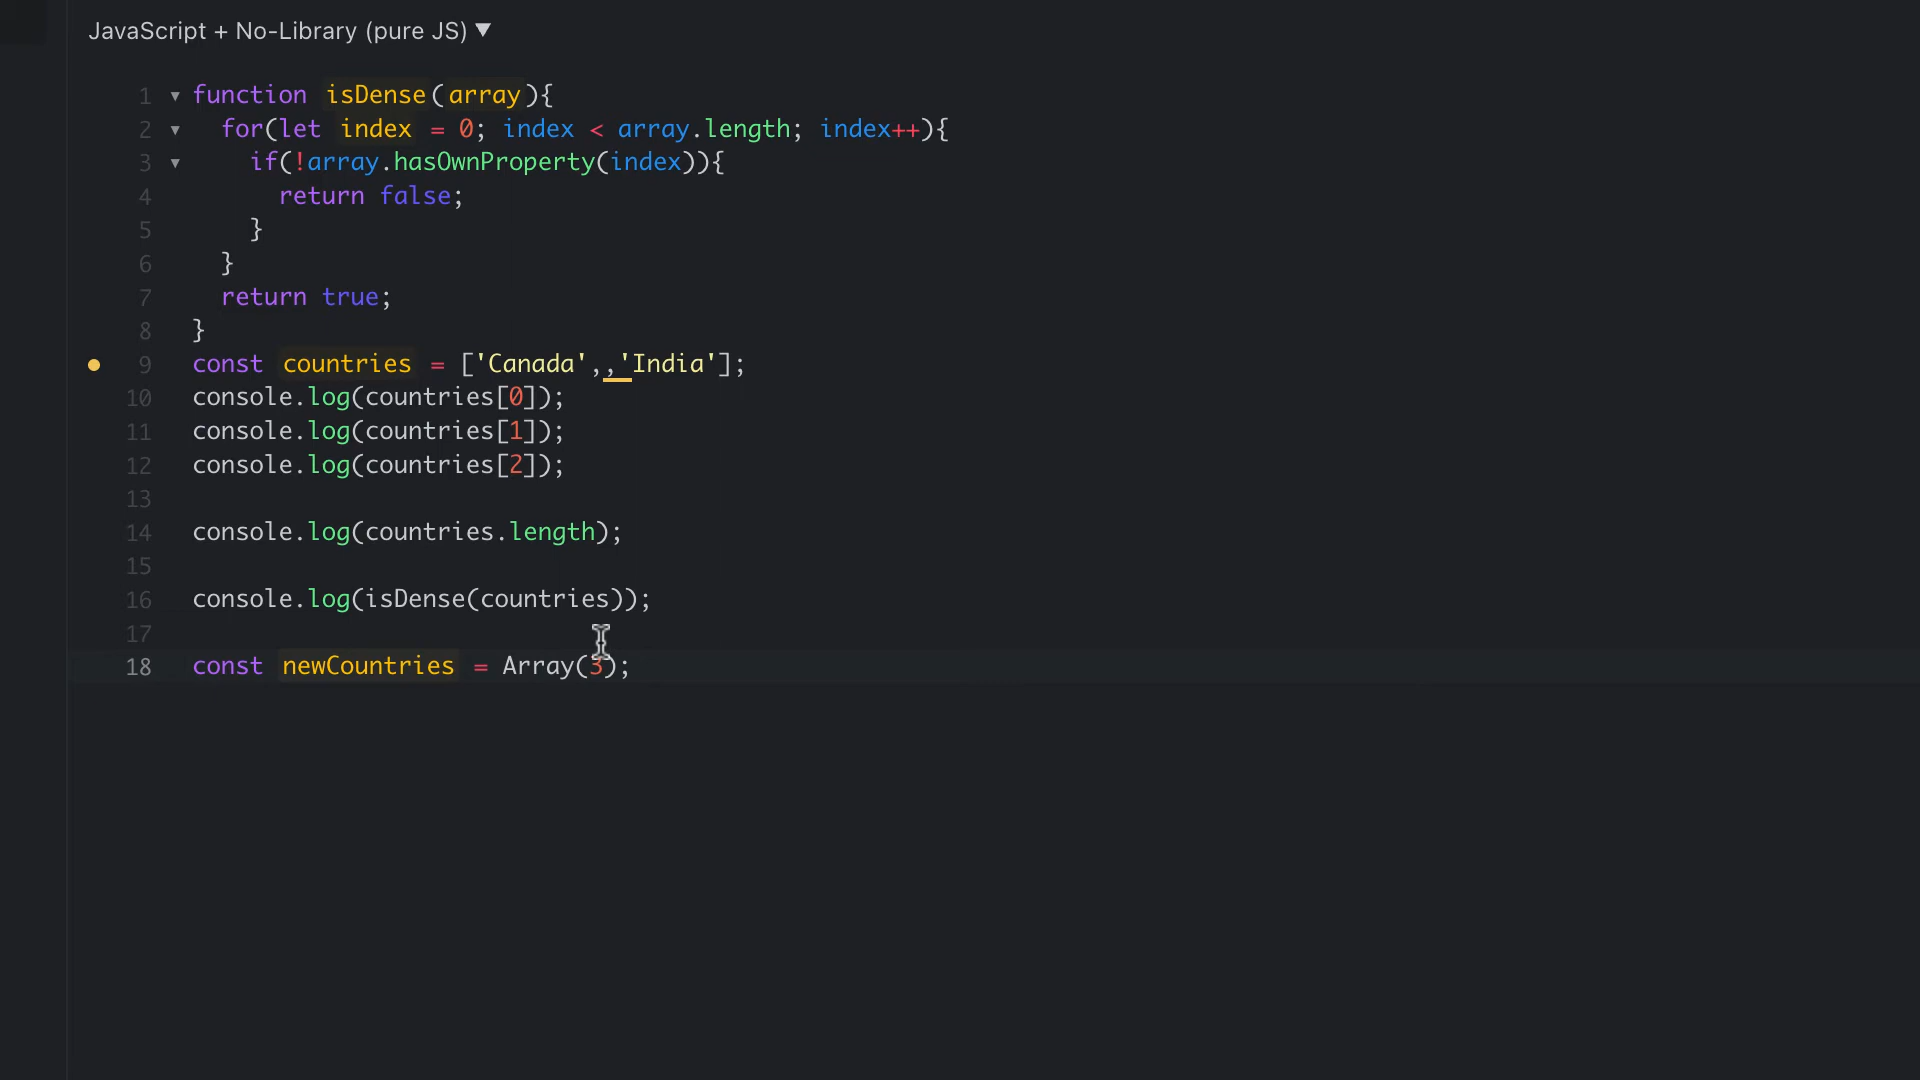 JavaScript + No-Library (pure JS) ▼
1 ▾ function isDense(array){
2 ▾   for(let index = 0; index < array.length; index++){
3 ▾     if(!array.hasOwnProperty(index)){
4       return false;
5     }
6   }
7   return true;
8 }
9 const countries = ['Canada',,'India'];
10 console.log(countries[0]);
11 console.log(countries[1]);
12 console.log(countries[2]);
13
14 console.log(countries.length);
15
16 console.log(isDense(countries));
17
18 const newCountries = Array(3);